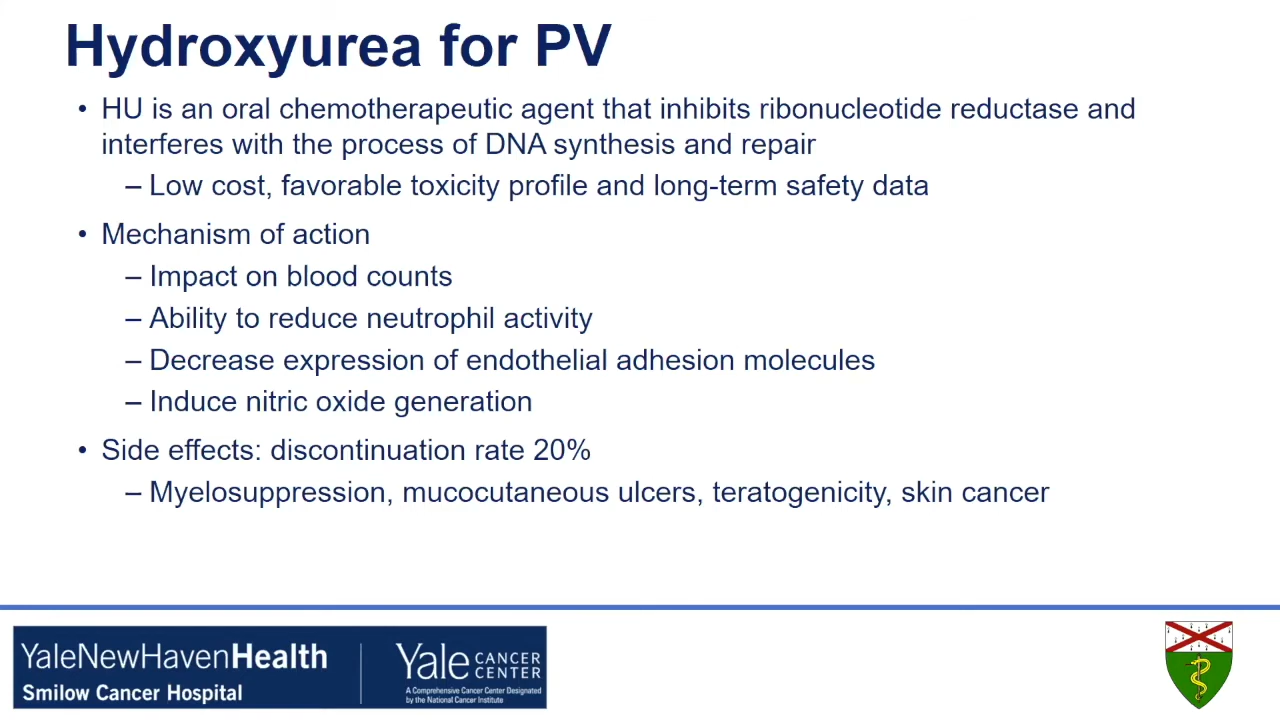 Hydroxyurea for PV
• HU is an oral chemotherapeutic agent that inhibits ribonucleotide reductase and
interferes with the process of DNA synthesis and repair
– Low cost, favorable toxicity profile and long-term safety data
• Mechanism of action
– Impact on blood counts
– Ability to reduce neutrophil activity
– Decrease expression of endothelial adhesion molecules
– Induce nitric oxide generation
• Side effects: discontinuation rate 20%
– Myelosuppression, mucocutaneous ulcers, teratogenicity, skin cancer
YaleNewHavenHealth
Smilow Cancer Hospital
Yale CANCER
CENTER
A Comprehensive Cancer Center Designated
by the National Cancer Institute